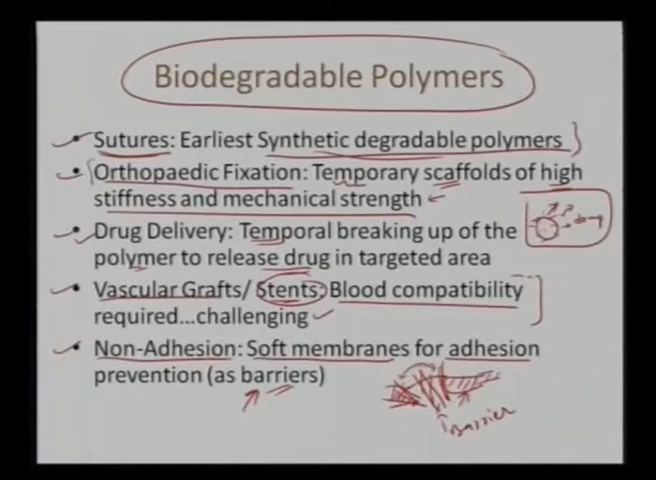 Biodegradable Polymers
• Sutures: Earliest Synthetic degradable polymers
• Orthopaedic Fixation: Temporary scaffolds of high
stiffness and mechanical strength
• Drug Delivery: Temporal breaking up of the
polymer to release drug in targeted area
drug
• Vascular Grafts/ Stents: Blood compatibility
required...challenging
• Non-Adhesion: Soft membranes for adhesion
prevention (as barriers)
Barrier